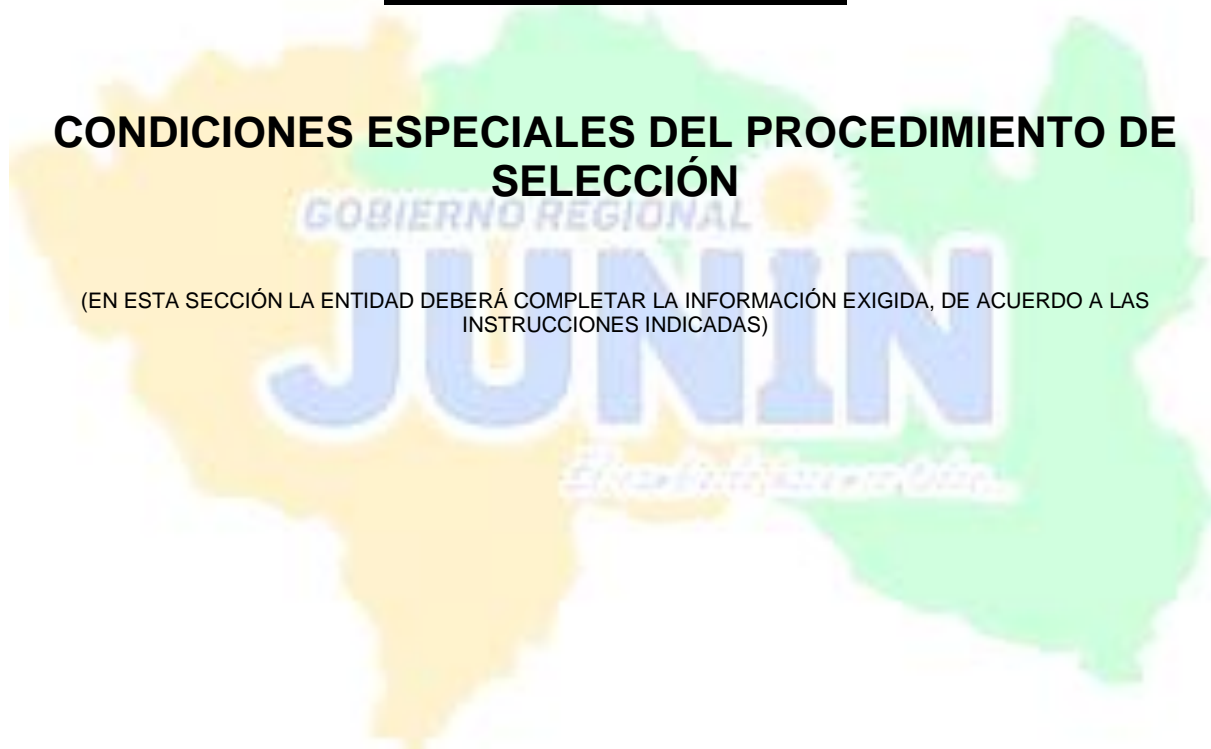 CONDICIONES ESPECIALES DEL PROCEDIMIENTO DE
SELECCIÓN
GOBIERNO REGIONAL
JUNÍN
(EN ESTA SECCIÓN LA ENTIDAD DEBERÁ COMPLETAR LA INFORMACIÓN EXIGIDA, DE ACUERDO A LAS
INSTRUCCIONES INDICADAS)